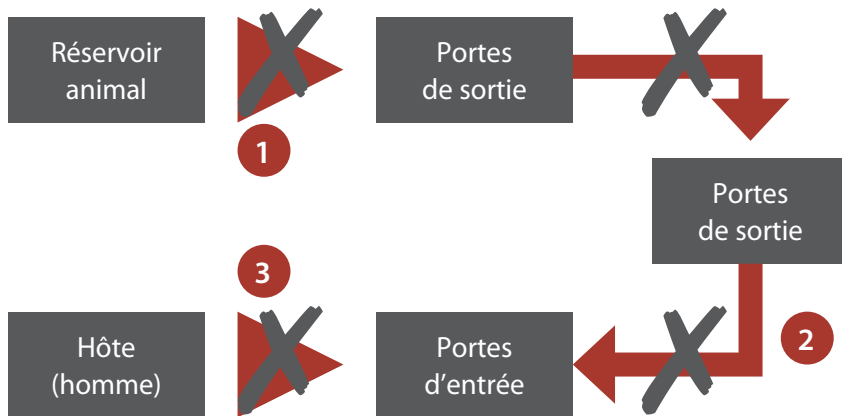 Réservoir
animal
Portes
de sortie
1
Portes
de sortie
2
3
Hôte
(homme)
Portes
d’entrée